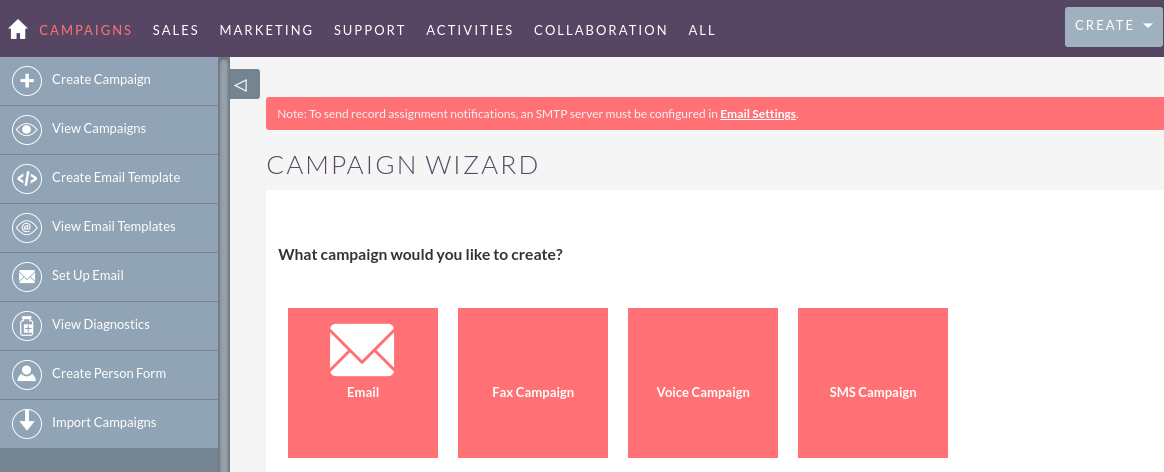 CAMPAIGNS SALES MARKETING SUPPORT ACTIVITIES COLLABORATION ALL CREATE
Create Campaign
View Campaigns
Create Email Template
View Email Templates
Set Up Email
View Diagnostics
Create Person Form
Import Campaigns
Note: To send record assignment notifications, an SMTP server must be configured in Email Settings.
CAMPAIGN WIZARD
What campaign would you like to create?
Email Fax Campaign Voice Campaign SMS Campaign